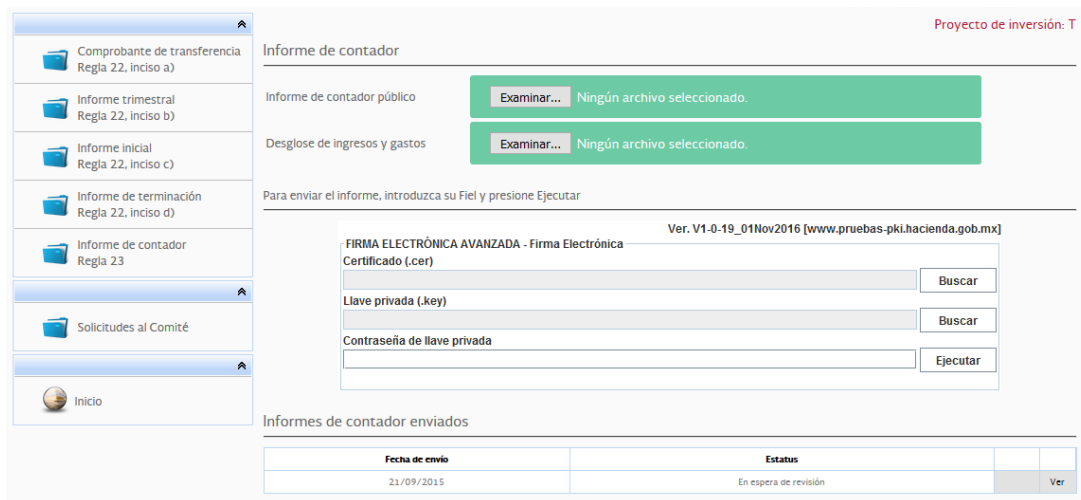 Proyecto de inversión: T
Comprobante de transferencia
Regla 22, inciso a)
Informe trimestral
Regla 22, inciso b)
Informe inicial
Regla 22, inciso c)
Informe de terminación
Regla 22, inciso d)
Informe de contador
Regla 23
Solicitudes al Comité
Inicio
Informe de contador
Informe de contador público
Examinar... Ningún archivo seleccionado.
Desglose de ingresos y gastos
Examinar... Ningún archivo seleccionado.
Para enviar el informe, introduzca su Fiel y presione Ejecutar
Ver. V1-0-19_01Nov2016 [www.pruebas-pki.hacienda.gob.mx]
FIRMA ELECTRÓNICA AVANZADA - Firma Electrónica
Certificado (.cer)
Buscar
Llave privada (.key)
Buscar
Contraseña de llave privada
Ejecutar
Informes de contador enviados
Fecha de envío Estatus
21/09/2015 En espera de revisión Ver